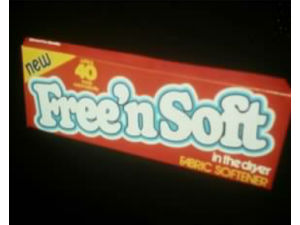 new
40
Free'n Soft
in the dryer
FABRIC SOFTENER